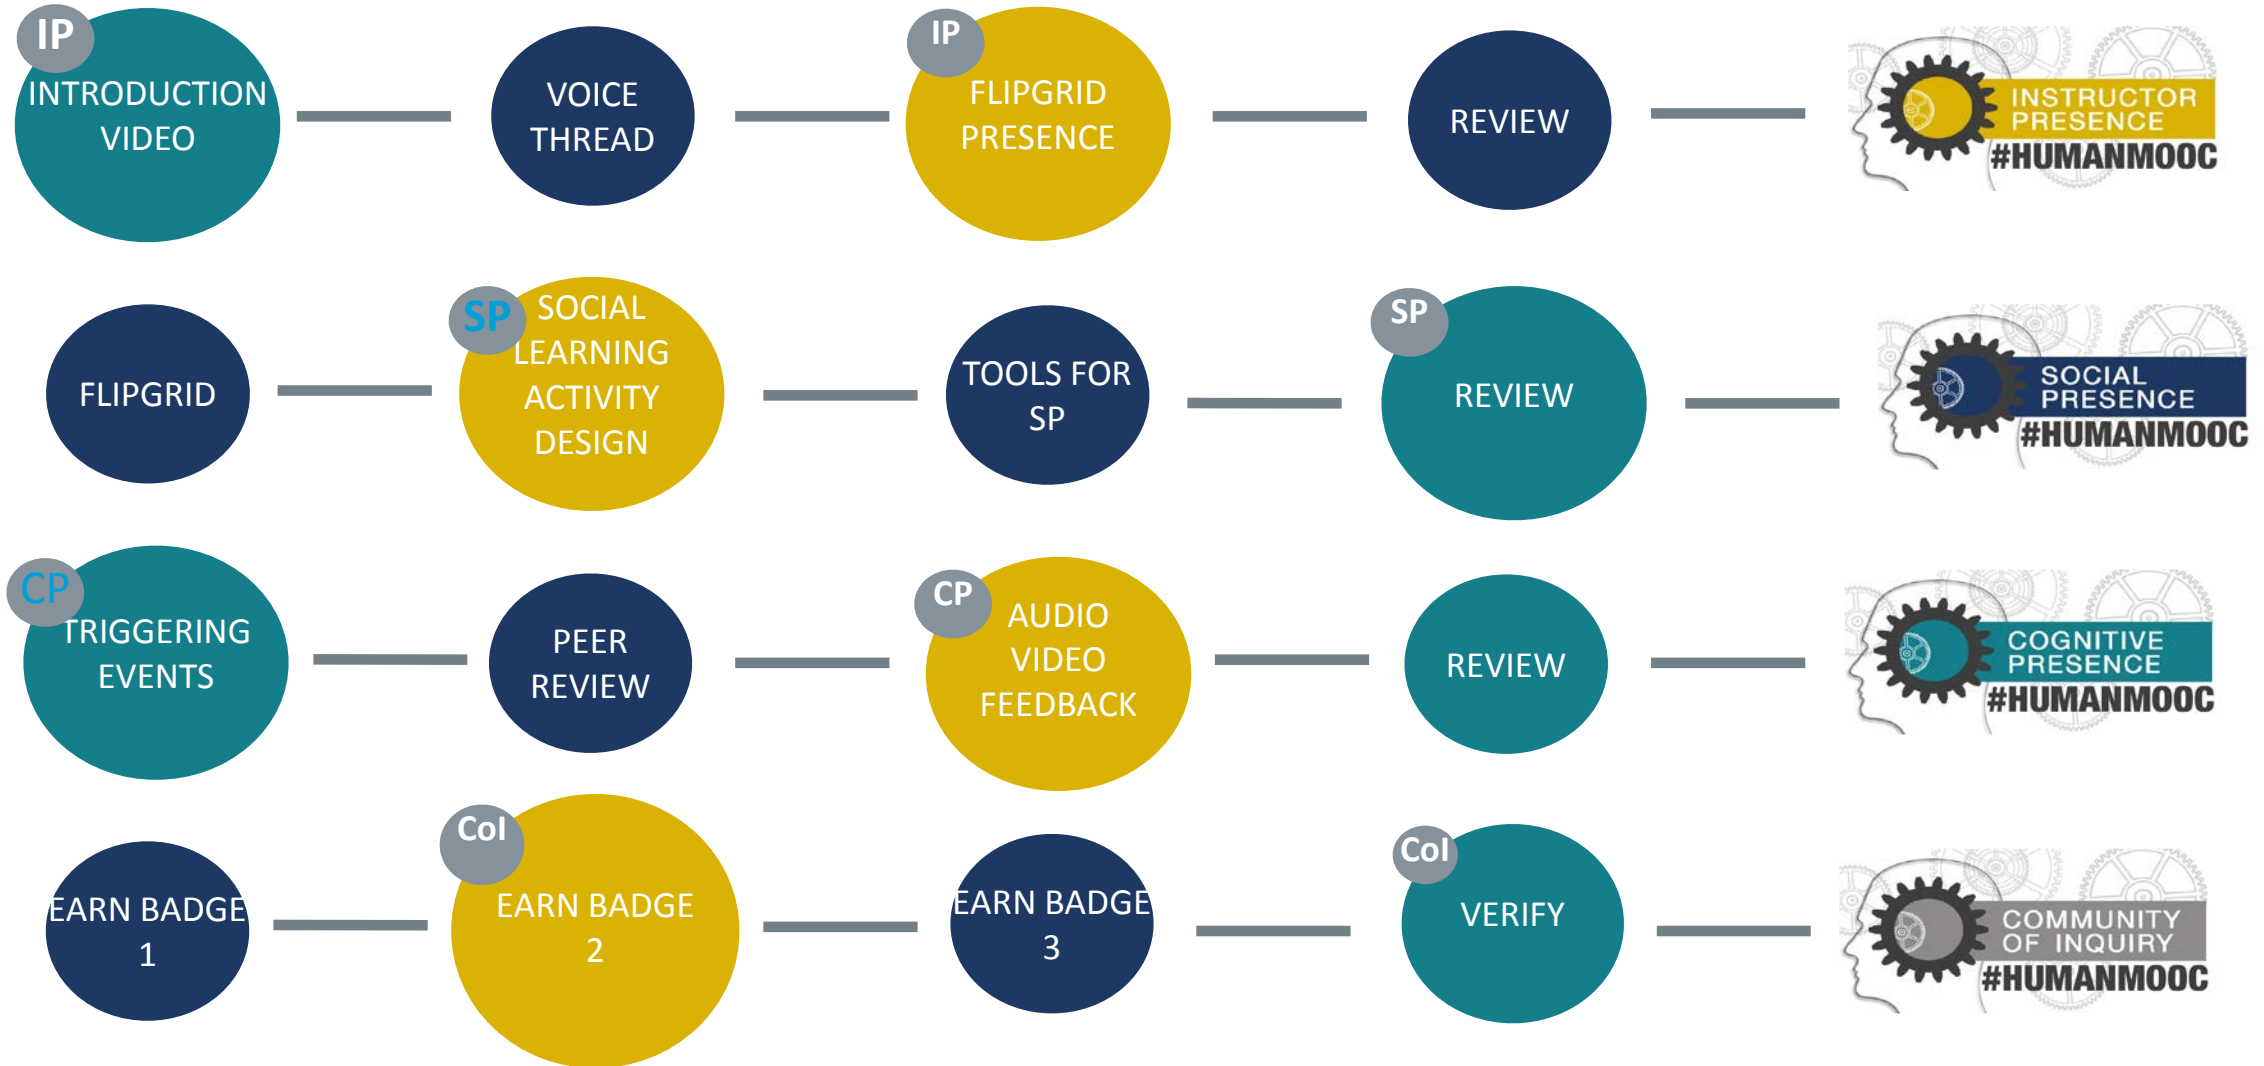 IP
INTRODUCTION
VIDEO
VOICE
THREAD
IP
FLIPGRID
PRESENCE
REVIEW
INSTRUCTOR
PRESENCE
#HUMANMOOC
FLIPGRID
SP
SOCIAL
LEARNING
ACTIVITY
DESIGN
TOOLS FOR
SP
SP
REVIEW
SOCIAL
PRESENCE
#HUMANMOOC
CP
TRIGGERING
EVENTS
PEER
REVIEW
CP
AUDIO
VIDEO
FEEDBACK
REVIEW
COGNITIVE
PRESENCE
#HUMANMOOC
EARN BADGE
1
CoI
EARN BADGE
2
EARN BADGE
3
CoI
VERIFY
COMMUNITY
OF INQUIRY
#HUMANMOOC